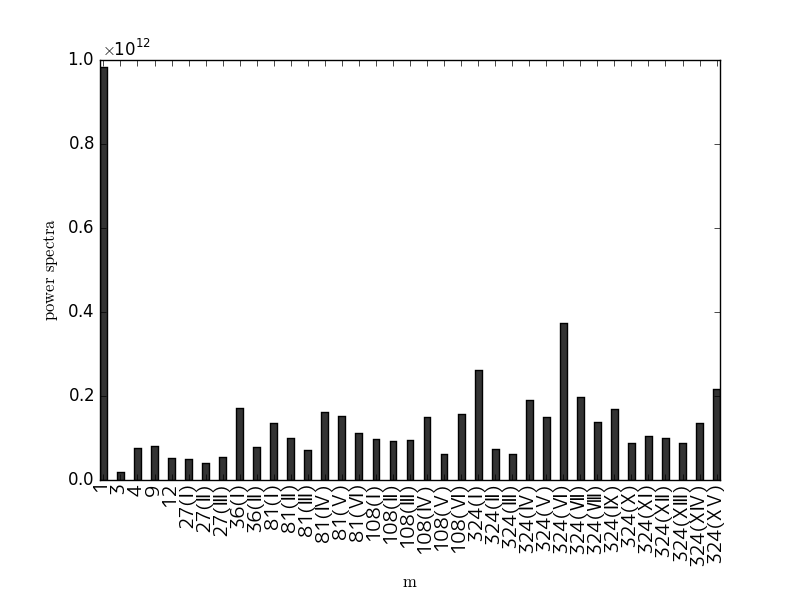 ×10¹²
1.0
0.8
0.6
0.4
0.2
0.0
power spectra
1
3
4
9
12
27(I)
27(II)
27(III)
36(I)
36(II)
81(I)
81(II)
81(III)
81(IV)
81(V)
81(VI)
108(I)
108(II)
108(III)
108(IV)
108(V)
108(VI)
324(I)
324(II)
324(III)
324(IV)
324(V)
324(VI)
324(VII)
324(VIII)
324(IX)
324(X)
324(XI)
324(XII)
324(XIII)
324(XIV)
324(XV)
m